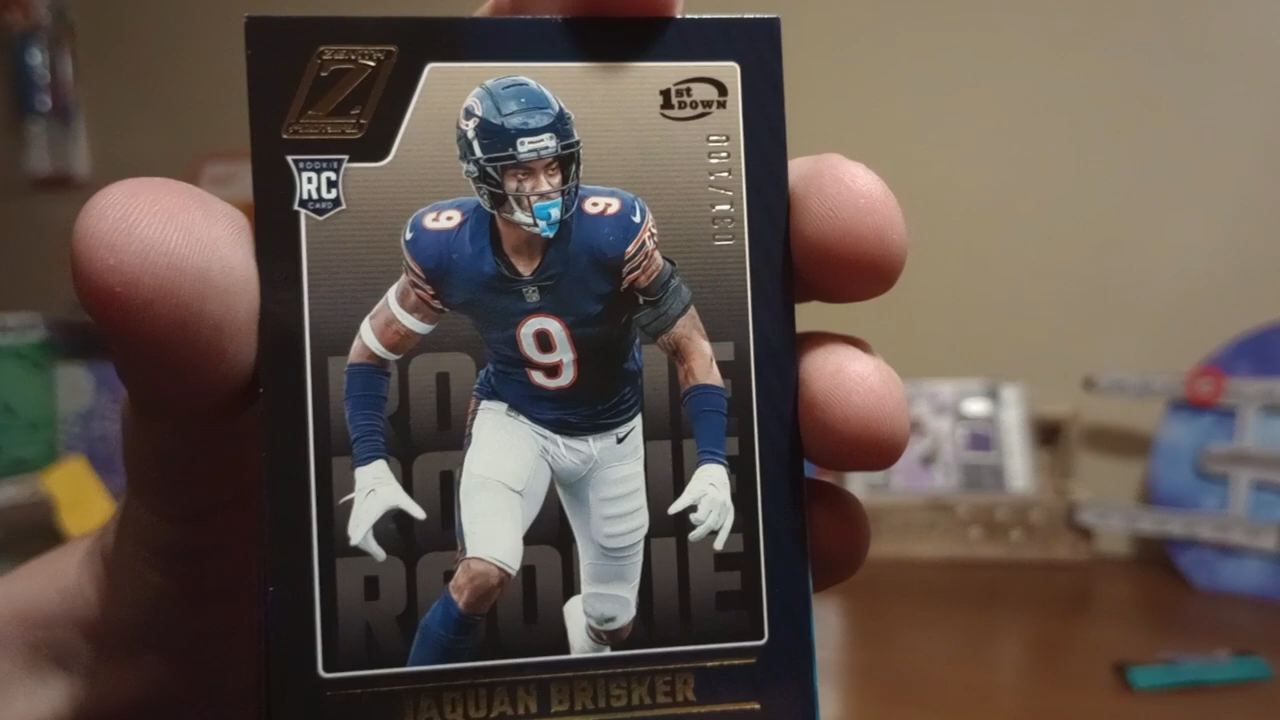 ZENITH
Z
1st
DOWN
ROOKIE
RC
CARD
9
9
9
ROOKIE
ROOKIE
ROOKIE
JAQUAN BRISKER